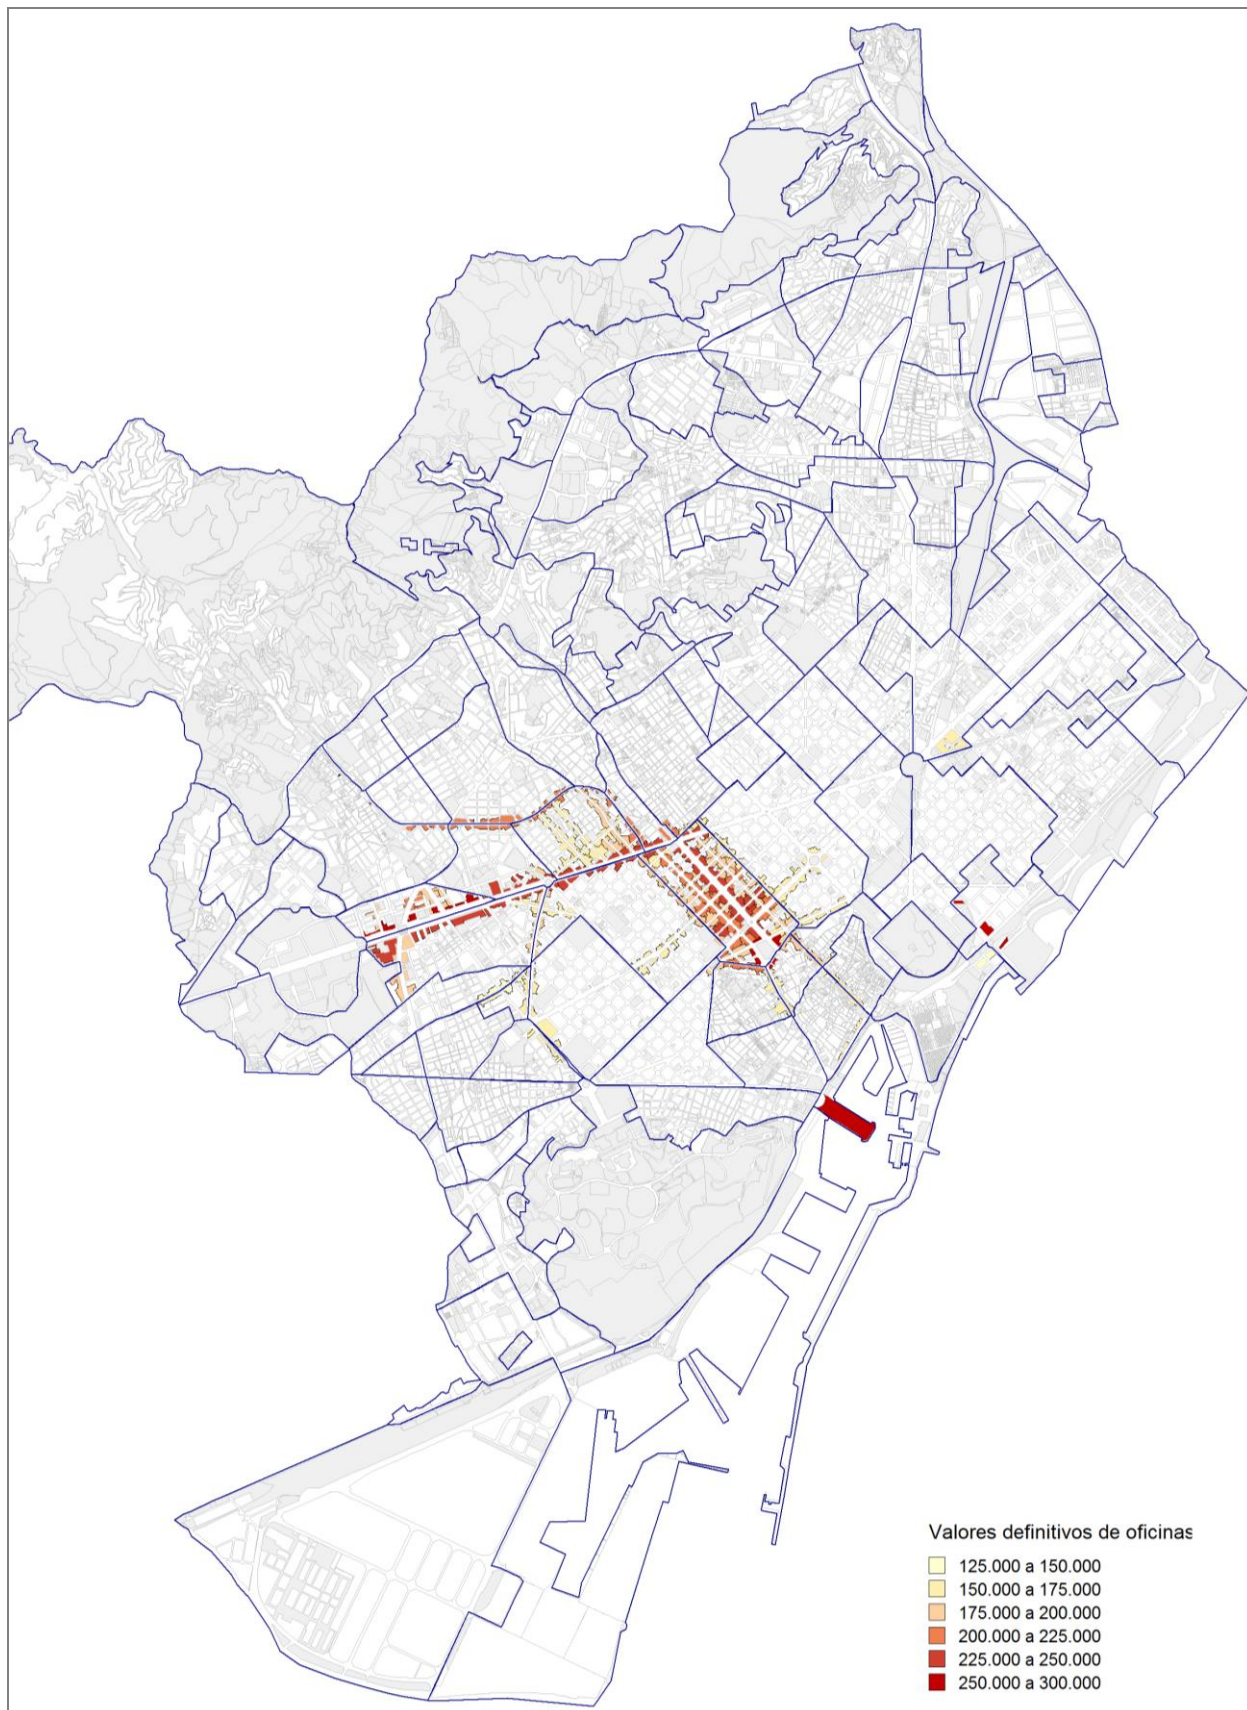 Valores definitivos de oficinas
125.000 a 150.000
150.000 a 175.000
175.000 a 200.000
200.000 a 225.000
225.000 a 250.000
250.000 a 300.000